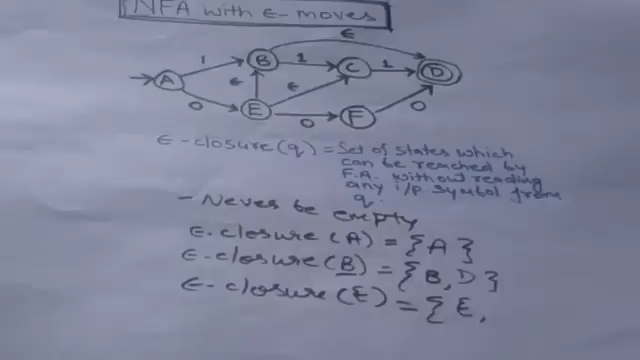 NFA with ϵ-moves
ϵ
1 B 1 C 1 D
A ϵ ϵ
0 E 0 F 0
ϵ-closure(q) = Set of states which
can be reached by
F.A. without reading
any i/p symbol from
q.
- Never be empty
ϵ-closure(A) = {A}
ϵ-closure(B) = {B, D}
ϵ-closure(E) = {E,